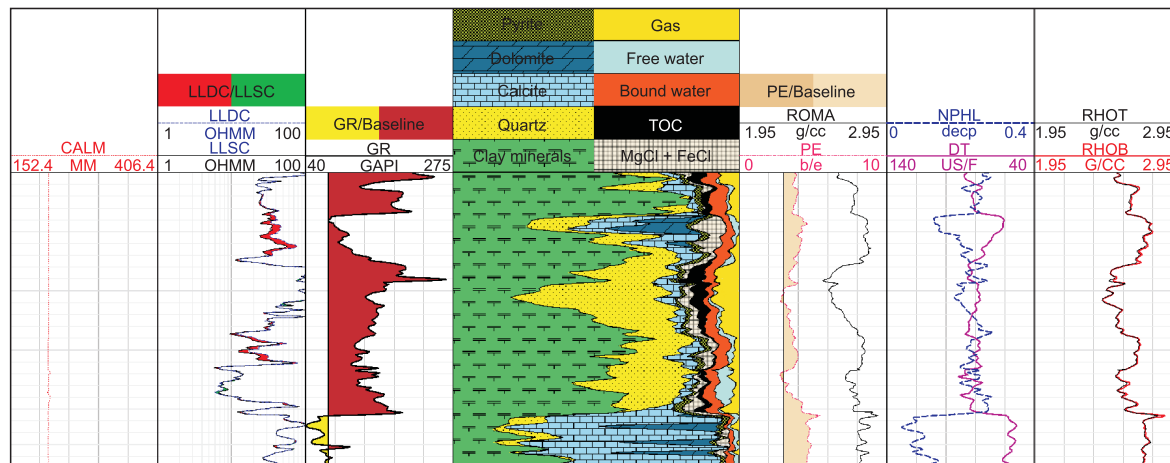 Pyrite Gas
Dolomite Free water
LLDC/LLSC Calcite Bound water PE/Baseline
LLDC GR/Baseline Quartz TOC ROMA NPHL RHOT
1 OHMM 100 1.95 g/cc 2.95 0 decp 0.4 1.95 g/cc 2.95
CALM LLSC GR Clay minerals MgCl + FeCl PE DT RHOB
152.4 MM 406.4 1 OHMM 100 40 GAPI 275 0 b/e 10 140 US/F 40 1.95 G/CC 2.95